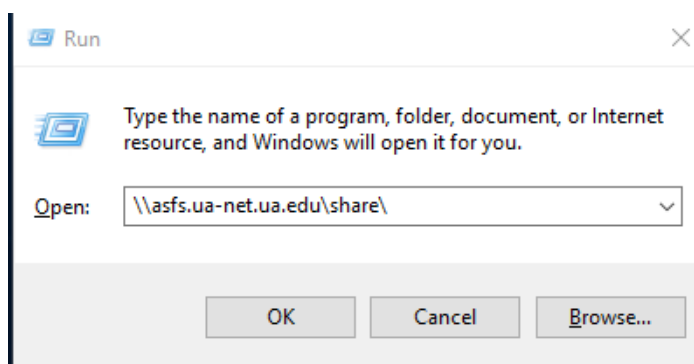 Run
Type the name of a program, folder, document, or Internet
resource, and Windows will open it for you.
Open: \\asfs.ua-net.ua.edu\share\
OK Cancel Browse...